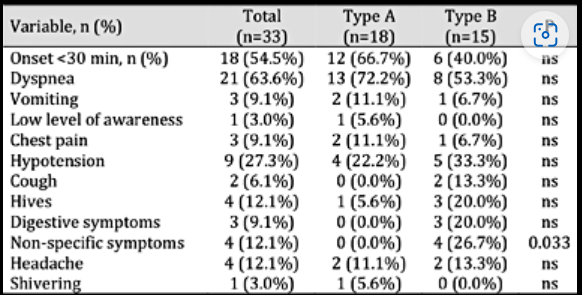 Variable, n (%) Total (n=33) Type A (n=18) Type B (n=15)
Onset <30 min, n (%) 18 (54.5%) 12 (66.7%) 6 (40.0%) ns
Dyspnea 21 (63.6%) 13 (72.2%) 8 (53.3%) ns
Vomiting 3 (9.1%) 2 (11.1%) 1 (6.7%) ns
Low level of awareness 1 (3.0%) 1 (5.6%) 0 (0.0%) ns
Chest pain 3 (9.1%) 2 (11.1%) 1 (6.7%) ns
Hypotension 9 (27.3%) 4 (22.2%) 5 (33.3%) ns
Cough 2 (6.1%) 0 (0.0%) 2 (13.3%) ns
Hives 4 (12.1%) 1 (5.6%) 3 (20.0%) ns
Digestive symptoms 3 (9.1%) 0 (0.0%) 3 (20.0%) ns
Non-specific symptoms 4 (12.1%) 0 (0.0%) 4 (26.7%) 0.033
Headache 4 (12.1%) 2 (11.1%) 2 (13.3%) ns
Shivering 1 (3.0%) 1 (5.6%) 0 (0.0%) ns